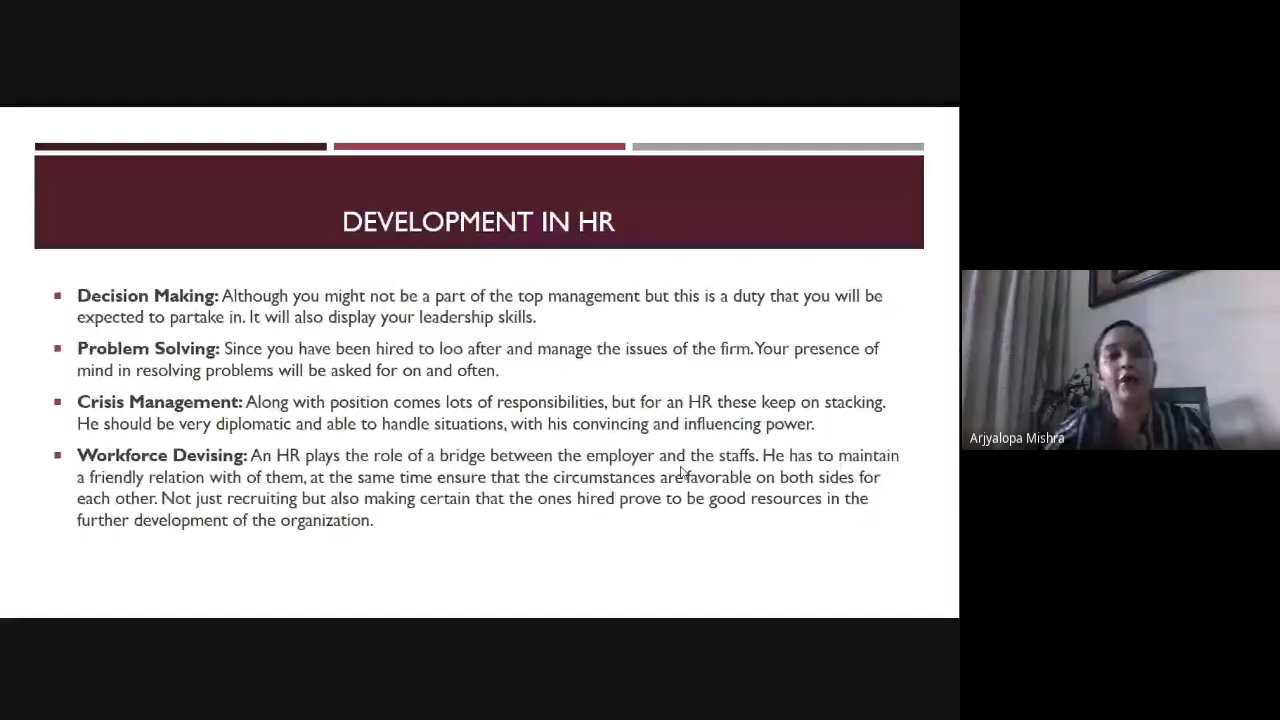 DEVELOPMENT IN HR
Decision Making: Although you might not be a part of the top management but this is a duty that you will be
expected to partake in. It will also display your leadership skills.
Problem Solving: Since you have been hired to loo after and manage the issues of the firm. Your presence of
mind in resolving problems will be asked for on and often.
Crisis Management: Along with position comes lots of responsibilities, but for an HR these keep on stacking.
He should be very diplomatic and able to handle situations, with his convincing and influencing power.
Workforce Devising: An HR plays the role of a bridge between the employer and the staffs. He has to maintain
a friendly relation with of them, at the same time ensure that the circumstances are favorable on both sides for
each other. Not just recruiting but also making certain that the ones hired prove to be good resources in the
further development of the organization.
Arjyalopa Mishra